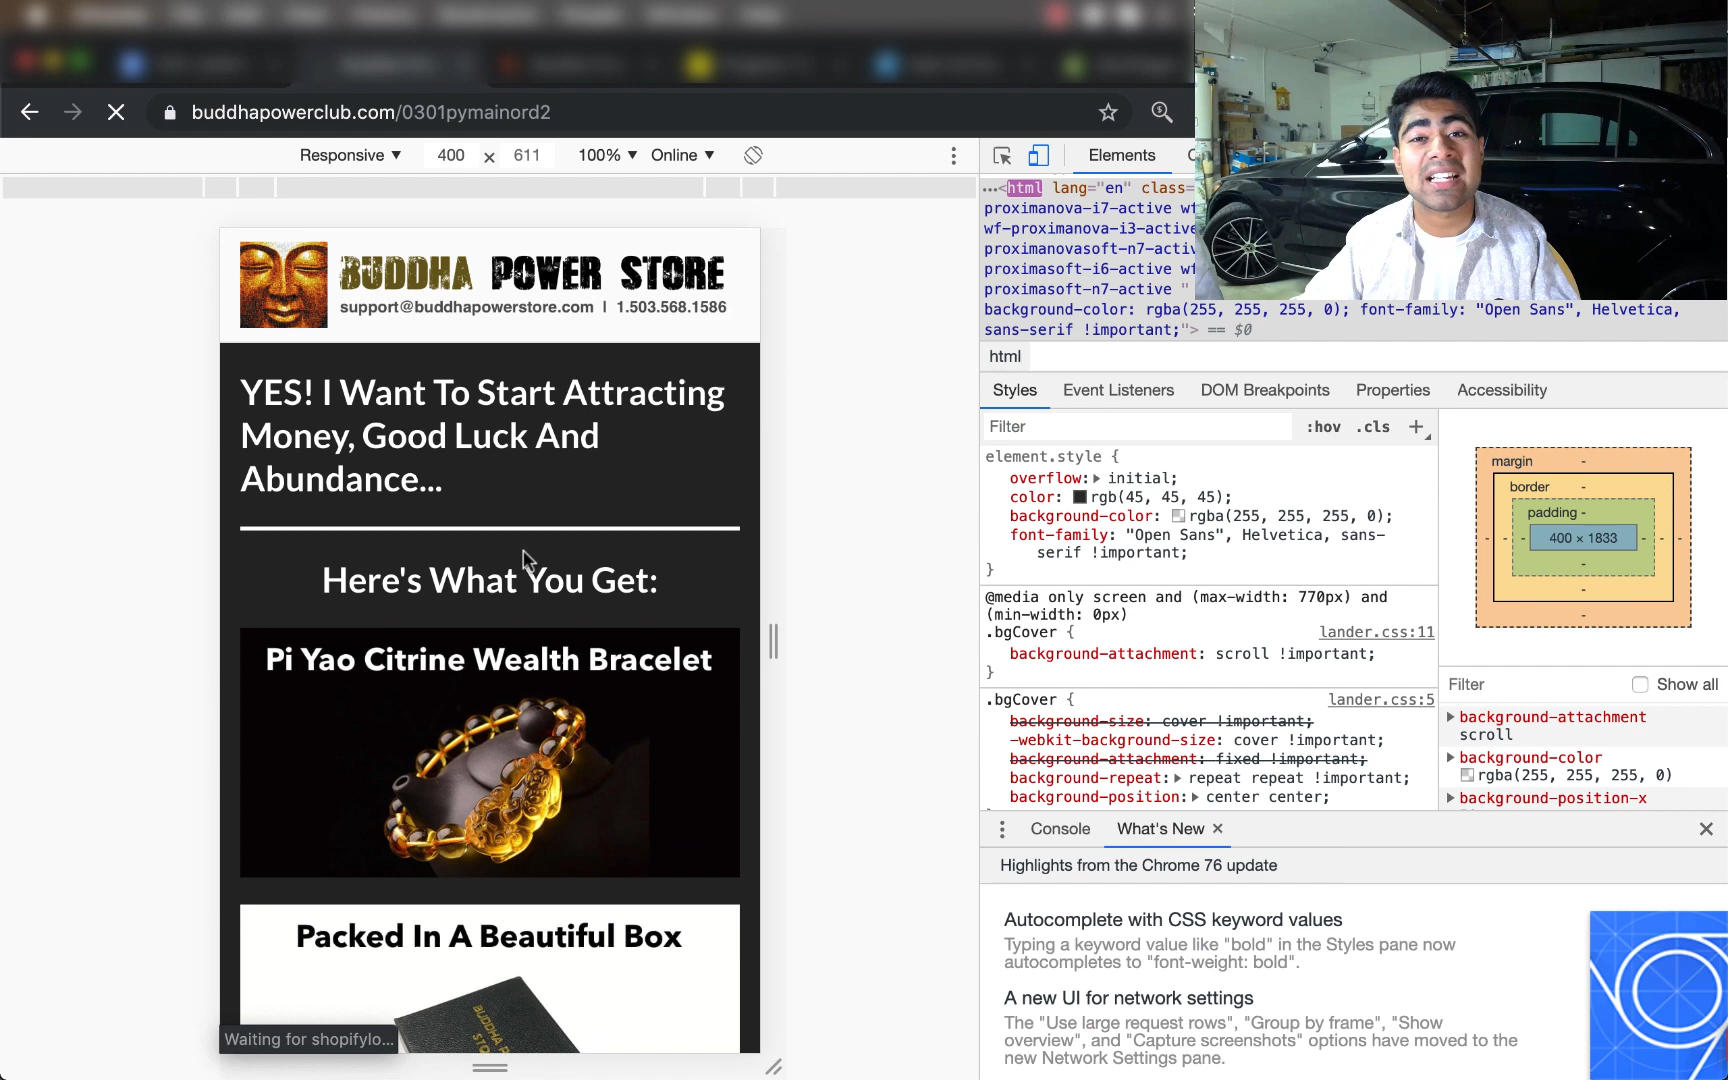 buddhapowerclub.com/0301pymainord2
Responsive 400 × 611 100% Online
Elements
BUDDHA POWER STORE
support@buddhapowerstore.com | 1.503.568.1586
YES! I Want To Start Attracting
Money, Good Luck And
Abundance...
Here's What You Get:
Pi Yao Citrine Wealth Bracelet
Packed In A Beautiful Box
BUDDHA
Waiting for shopifylo...
…<html lang="en" class=
proximanova-i7-active wf
wf-proximanova-i3-active
proximanovasoft-n7-activ
proximasoft-i6-active wf
proximasoft-n7-active "
background-color: rgba(255, 255, 255, 0); font-family: "Open Sans", Helvetica,
sans-serif !important;"> == $0
html
Styles Event Listeners DOM Breakpoints Properties Accessibility
Filter :hov .cls +
element.style {
overflow: initial;
color: rgb(45, 45, 45);
background-color: rgba(255, 255, 255, 0);
font-family: "Open Sans", Helvetica, sans-
serif !important;
}
@media only screen and (max-width: 770px) and
(min-width: 0px)
.bgCover { lander.css:11
background-attachment: scroll !important;
}
.bgCover { lander.css:5
background-size: cover !important;
-webkit-background-size: cover !important;
background-attachment: fixed !important;
background-repeat: repeat repeat !important;
background-position: center center;
margin -
border -
padding -
400 × 1833
Filter Show all
background-attachment
scroll
background-color
rgba(255, 255, 255, 0)
background-position-x
Console What's New ×
Highlights from the Chrome 76 update
Autocomplete with CSS keyword values
Typing a keyword value like "bold" in the Styles pane now
autocompletes to "font-weight: bold".
A new UI for network settings
The "Use large request rows", "Group by frame", "Show
overview", and "Capture screenshots" options have moved to the
new Network Settings pane.